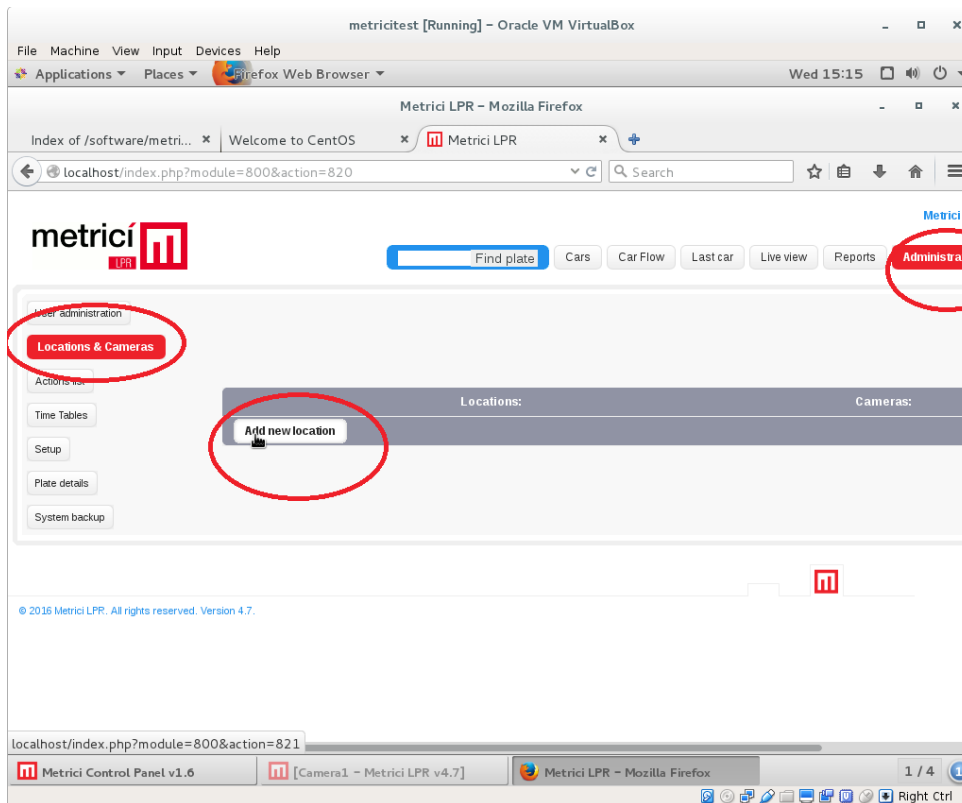 metricitest [Running] – Oracle VM VirtualBox
File Machine View Input Devices Help
Applications Places Firefox Web Browser Wed 15:15
Metrici LPR – Mozilla Firefox
Index of /software/metri... Welcome to CentOS Metrici LPR
localhost/index.php?module=800&action=820 Search
Metrici
metrici LPR
Find plate Cars Car Flow Last car Live view Reports Administra
User administration
Locations & Cameras
Actions list
Locations: Cameras:
Time Tables
Add new location
Setup
Plate details
System backup
© 2016 Metrici LPR. All rights reserved. Version 4.7.
localhost/index.php?module=800&action=821
Metrici Control Panel v1.6 [Camera1 – Metrici LPR v4.7] Metrici LPR – Mozilla Firefox 1 / 4 1
Right Ctrl